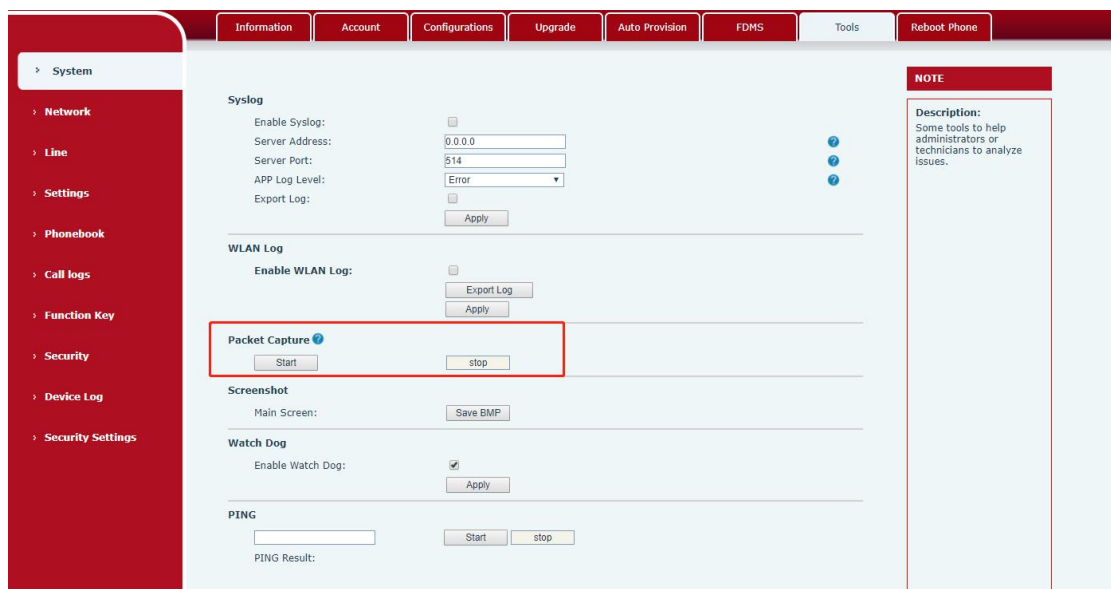 Information Account Configurations Upgrade Auto Provision FDMS Tools Reboot Phone
› System
› Network
› Line
› Settings
› Phonebook
› Call logs
› Function Key
› Security
› Device Log
› Security Settings
Syslog
Enable Syslog:
Server Address: 0.0.0.0 ?
Server Port: 514 ?
APP Log Level: Error ?
Export Log:
Apply
WLAN Log
Enable WLAN Log:
Export Log
Apply
Packet Capture ?
Start stop
Screenshot
Main Screen: Save BMP
Watch Dog
Enable Watch Dog:
Apply
PING
Start stop
PING Result:
NOTE
Description:
Some tools to help
administrators or
technicians to analyze
issues.